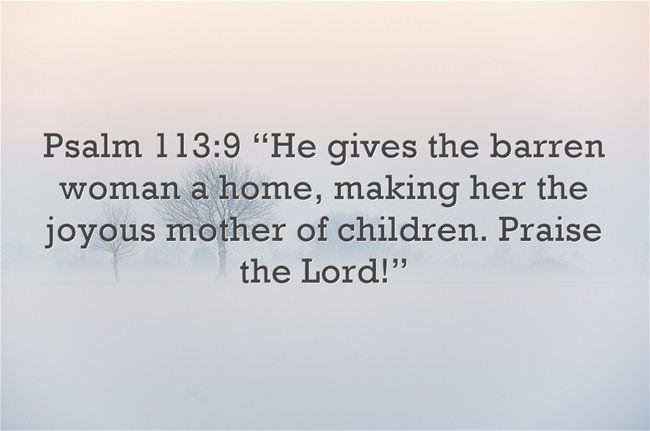 Psalm 113:9 “He gives the barren
woman a home, making her the
joyous mother of children. Praise
the Lord!”